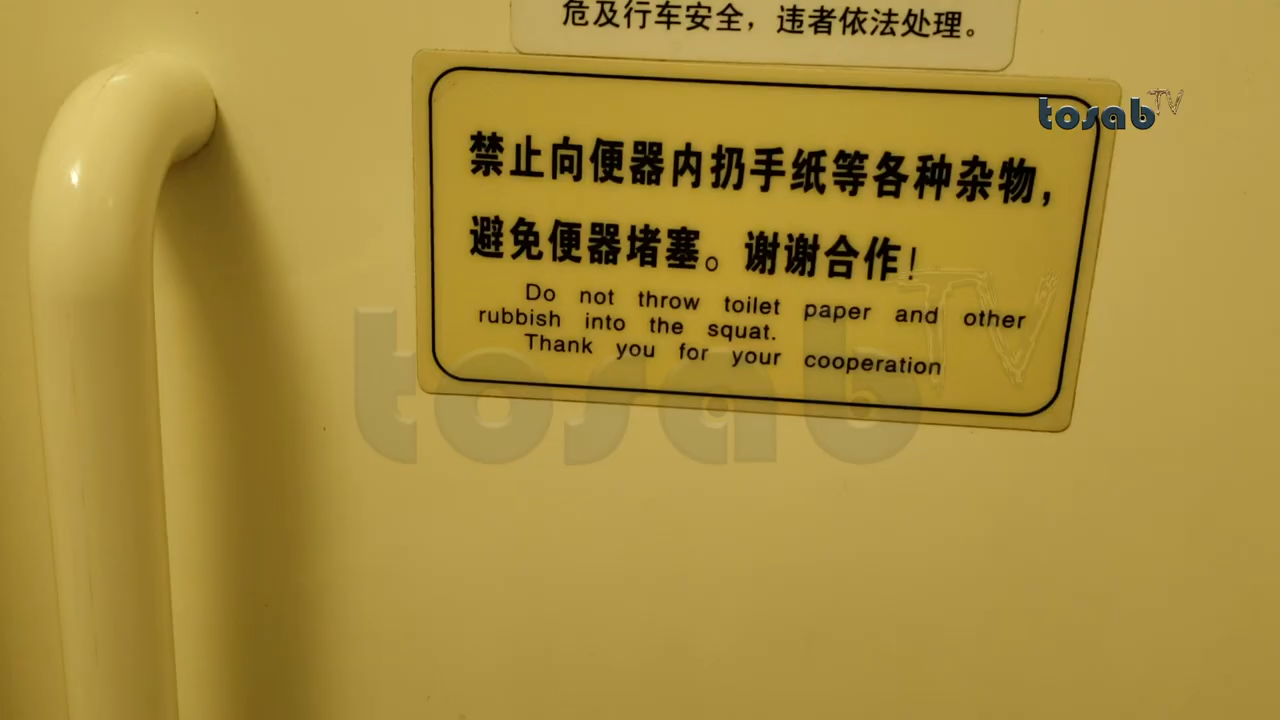 危及行车安全，违者依法处理。
tosabTV
禁止向便器内扔手纸等各种杂物，
避免便器堵塞。谢谢合作！
Do not throw toilet paper and other
rubbish into the squat.
Thank you for your cooperation
tosabTV